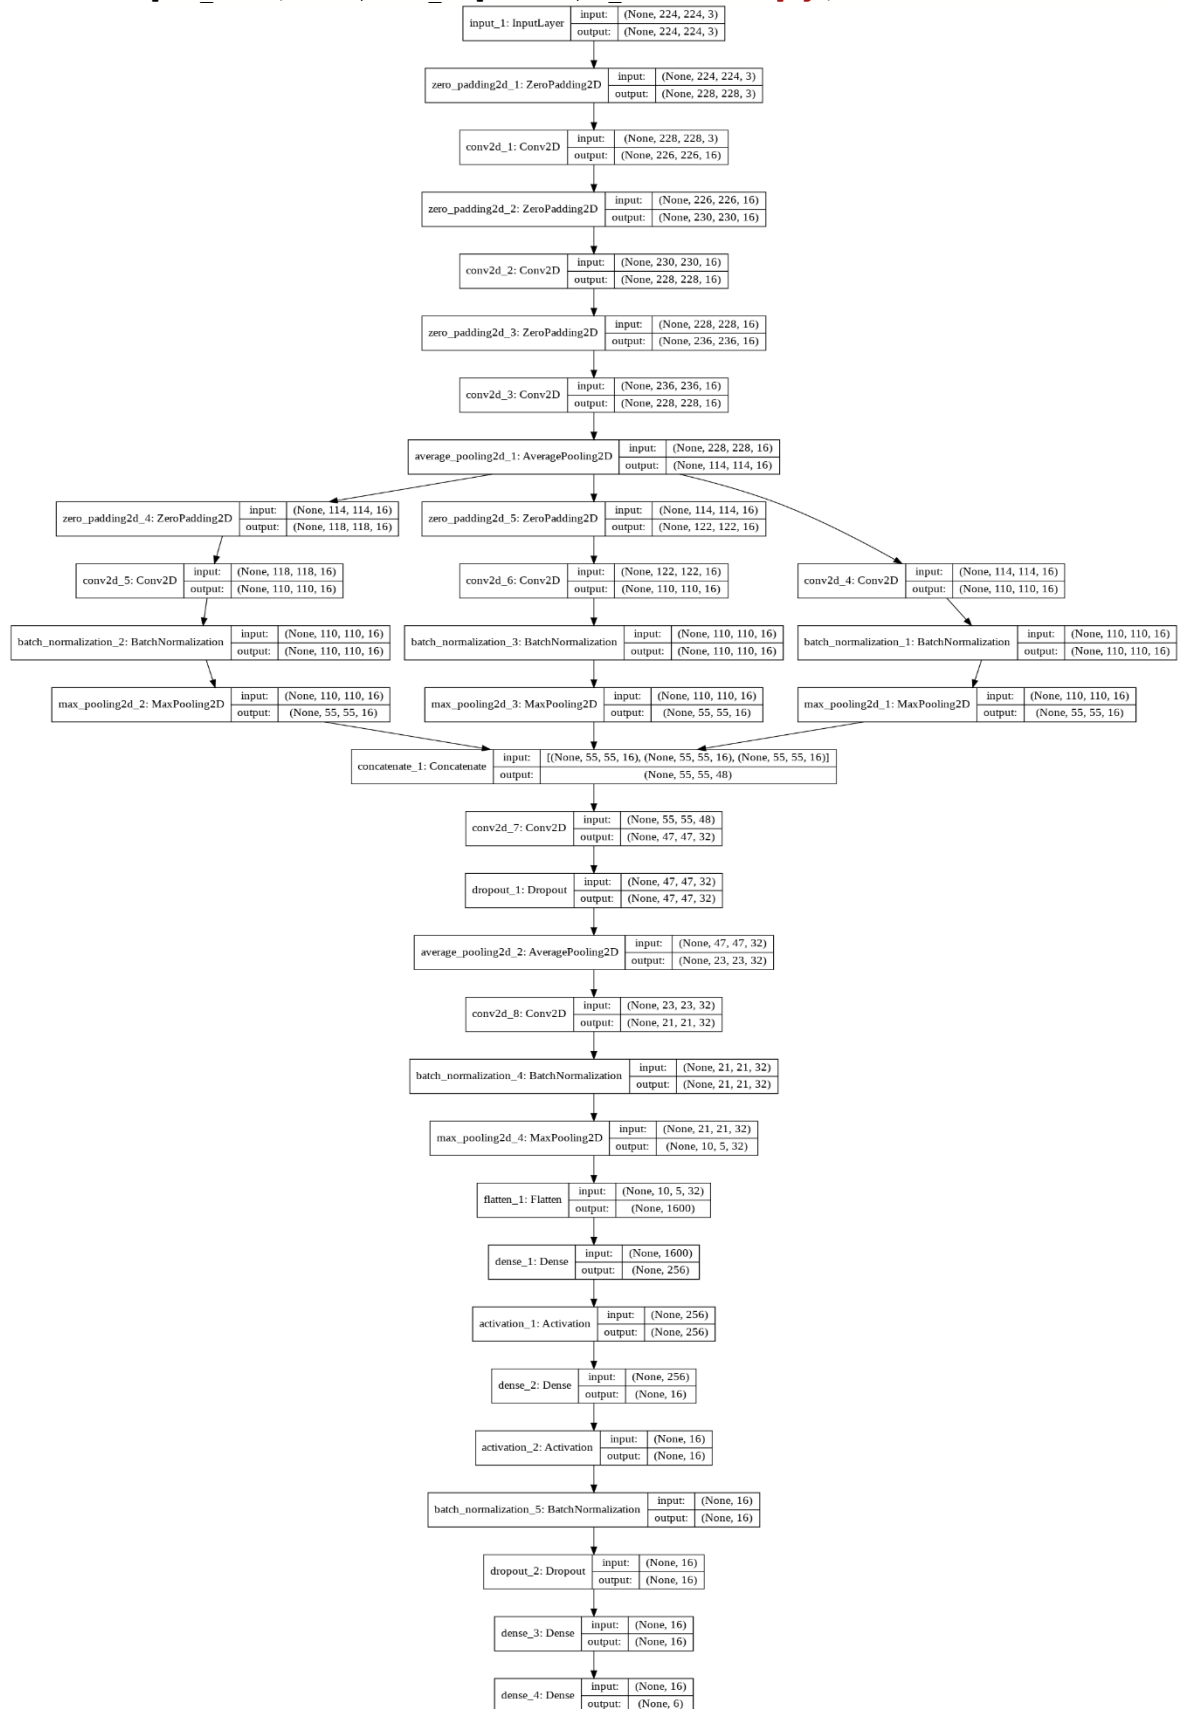 input_1: InputLayer input: (None, 224, 224, 3)
output: (None, 224, 224, 3)
zero_padding2d_1: ZeroPadding2D input: (None, 224, 224, 3)
output: (None, 228, 228, 3)
conv2d_1: Conv2D input: (None, 228, 228, 3)
output: (None, 226, 226, 16)
zero_padding2d_2: ZeroPadding2D input: (None, 226, 226, 16)
output: (None, 230, 230, 16)
conv2d_2: Conv2D input: (None, 230, 230, 16)
output: (None, 228, 228, 16)
zero_padding2d_3: ZeroPadding2D input: (None, 228, 228, 16)
output: (None, 236, 236, 16)
conv2d_3: Conv2D input: (None, 236, 236, 16)
output: (None, 228, 228, 16)
average_pooling2d_1: AveragePooling2D input: (None, 228, 228, 16)
output: (None, 114, 114, 16)
zero_padding2d_4: ZeroPadding2D input: (None, 114, 114, 16)
output: (None, 118, 118, 16)
zero_padding2d_5: ZeroPadding2D input: (None, 114, 114, 16)
output: (None, 122, 122, 16)
conv2d_5: Conv2D input: (None, 118, 118, 16)
output: (None, 110, 110, 16)
conv2d_6: Conv2D input: (None, 122, 122, 16)
output: (None, 110, 110, 16)
conv2d_4: Conv2D input: (None, 114, 114, 16)
output: (None, 110, 110, 16)
batch_normalization_2: BatchNormalization input: (None, 110, 110, 16)
output: (None, 110, 110, 16)
batch_normalization_3: BatchNormalization input: (None, 110, 110, 16)
output: (None, 110, 110, 16)
batch_normalization_1: BatchNormalization input: (None, 110, 110, 16)
output: (None, 110, 110, 16)
max_pooling2d_2: MaxPooling2D input: (None, 110, 110, 16)
output: (None, 55, 55, 16)
max_pooling2d_3: MaxPooling2D input: (None, 110, 110, 16)
output: (None, 55, 55, 16)
max_pooling2d_1: MaxPooling2D input: (None, 110, 110, 16)
output: (None, 55, 55, 16)
concatenate_1: Concatenate input: [(None, 55, 55, 16), (None, 55, 55, 16), (None, 55, 55, 16)]
output: (None, 55, 55, 48)
conv2d_7: Conv2D input: (None, 55, 55, 48)
output: (None, 47, 47, 32)
dropout_1: Dropout input: (None, 47, 47, 32)
output: (None, 47, 47, 32)
average_pooling2d_2: AveragePooling2D input: (None, 47, 47, 32)
output: (None, 23, 23, 32)
conv2d_8: Conv2D input: (None, 23, 23, 32)
output: (None, 21, 21, 32)
batch_normalization_4: BatchNormalization input: (None, 21, 21, 32)
output: (None, 21, 21, 32)
max_pooling2d_4: MaxPooling2D input: (None, 21, 21, 32)
output: (None, 10, 5, 32)
flatten_1: Flatten input: (None, 10, 5, 32)
output: (None, 1600)
dense_1: Dense input: (None, 1600)
output: (None, 256)
activation_1: Activation input: (None, 256)
output: (None, 256)
dense_2: Dense input: (None, 256)
output: (None, 16)
activation_2: Activation input: (None, 16)
output: (None, 16)
batch_normalization_5: BatchNormalization input: (None, 16)
output: (None, 16)
dropout_2: Dropout input: (None, 16)
output: (None, 16)
dense_3: Dense input: (None, 16)
output: (None, 16)
dense_4: Dense input: (None, 16)
output: (None, 6)